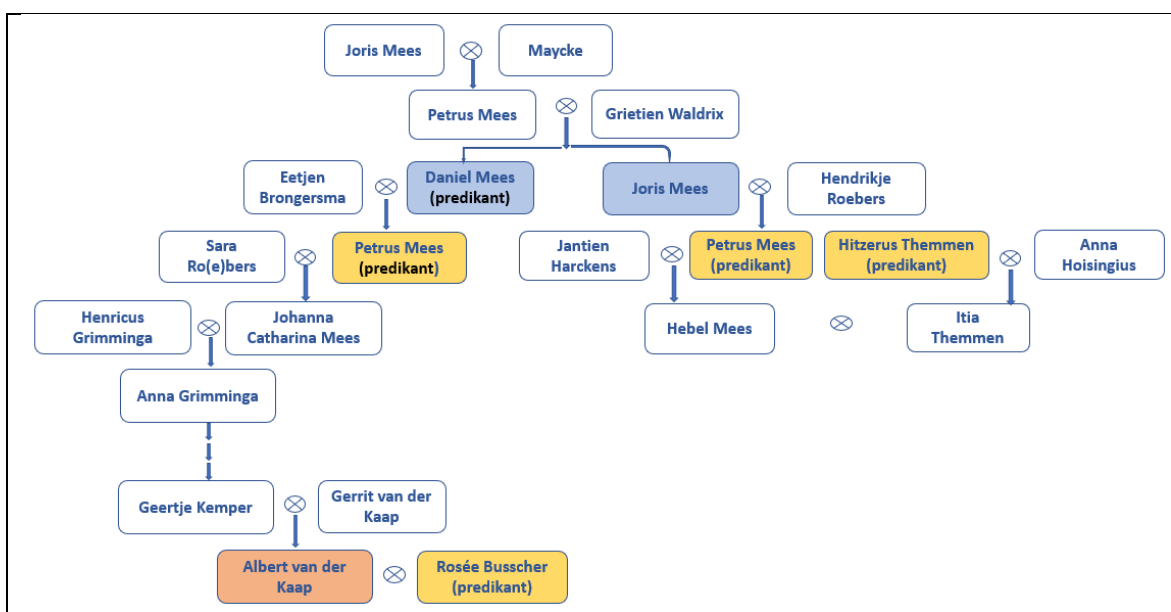 Joris Mees
Maycke
Petrus Mees
Grietien Waldrix
Eetjen
Brongersma
Daniel Mees
(predikant)
Joris Mees
Hendrikje
Roebers
Sara
Ro(e)bers
Petrus Mees
(predikant)
Jantien
Harckens
Petrus Mees
(predikant)
Hitzerus Themmen
(predikant)
Anna
Hoisingius
Henricus
Grimminga
Johanna
Catharina Mees
Hebel Mees
Itia
Themmen
Anna Grimminga
Geertje Kemper
Gerrit van der
Kaap
Albert van der
Kaap
Rosée Busscher
(predikant)